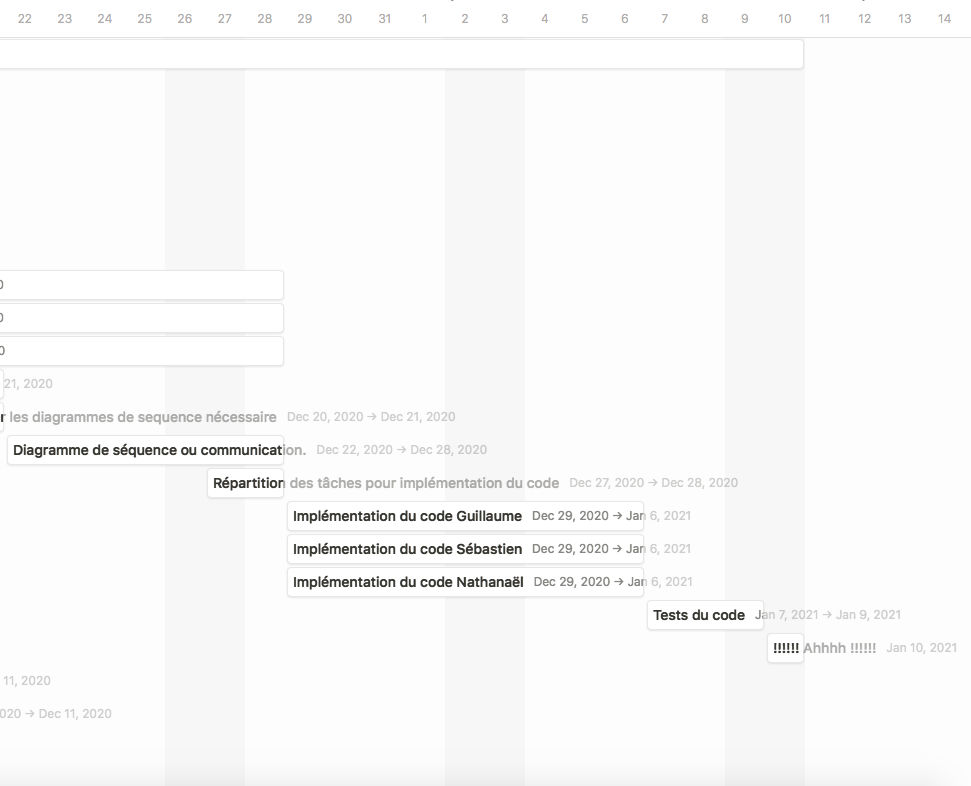 22 23 24 25 26 27 28 29 30 31 1 2 3 4 5 6 7 8 9 10 11 12 13 14
0
0
0
21, 2020
r les diagrammes de sequence nécessaire Dec 20, 2020 → Dec 21, 2020
Diagramme de séquence ou communication. Dec 22, 2020 → Dec 28, 2020
Répartition des tâches pour implémentation du code Dec 27, 2020 → Dec 28, 2020
Implémentation du code Guillaume Dec 29, 2020 → Jan 6, 2021
Implémentation du code Sébastien Dec 29, 2020 → Jan 6, 2021
Implémentation du code Nathanaël Dec 29, 2020 → Jan 6, 2021
Tests du code Jan 7, 2021 → Jan 9, 2021
!!!!!! Ahhhh !!!!!! Jan 10, 2021
11, 2020
020 → Dec 11, 2020